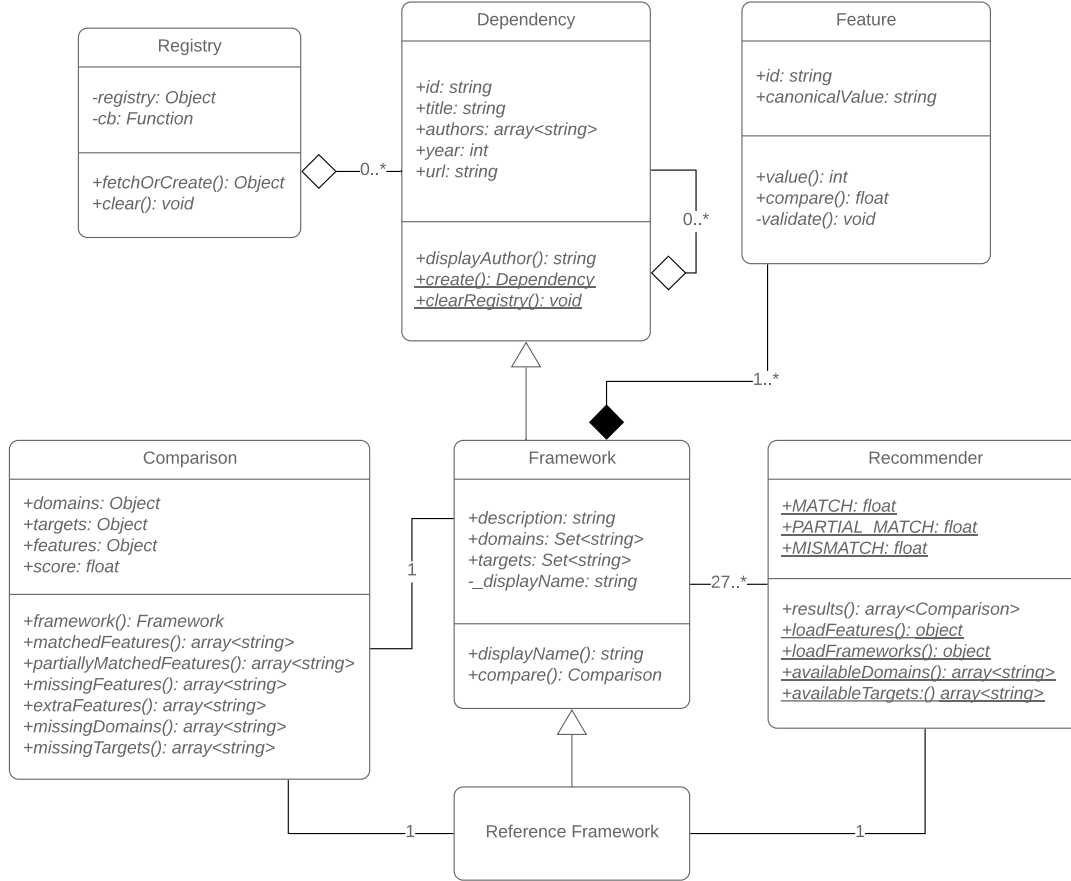 Registry
-registry: Object
-cb: Function
+fetchOrCreate(): Object
+clear(): void
0..*
Dependency
+id: string
+title: string
+authors: array<string>
+year: int
+url: string
+displayAuthor(): string
+create(): Dependency
+clearRegistry(): void
0..*
Feature
+id: string
+canonicalValue: string
+value(): int
+compare(): float
-validate(): void
1..*
Comparison
+domains: Object
+targets: Object
+features: Object
+score: float
+framework(): Framework
+matchedFeatures(): array<string>
+partiallyMatchedFeatures(): array<string>
+missingFeatures(): array<string>
+extraFeatures(): array<string>
+missingDomains(): array<string>
+missingTargets(): array<string>
1
Framework
+description: string
+domains: Set<string>
+targets: Set<string>
-_displayName: string
+displayName(): string
+compare(): Comparison
27..*
Recommender
+MATCH: float
+PARTIAL_MATCH: float
+MISMATCH: float
+results(): array<Comparison>
+loadFeatures(): object
+loadFrameworks(): object
+availableDomains(): array<string>
+availableTargets:() array<string>
1
Reference Framework
1